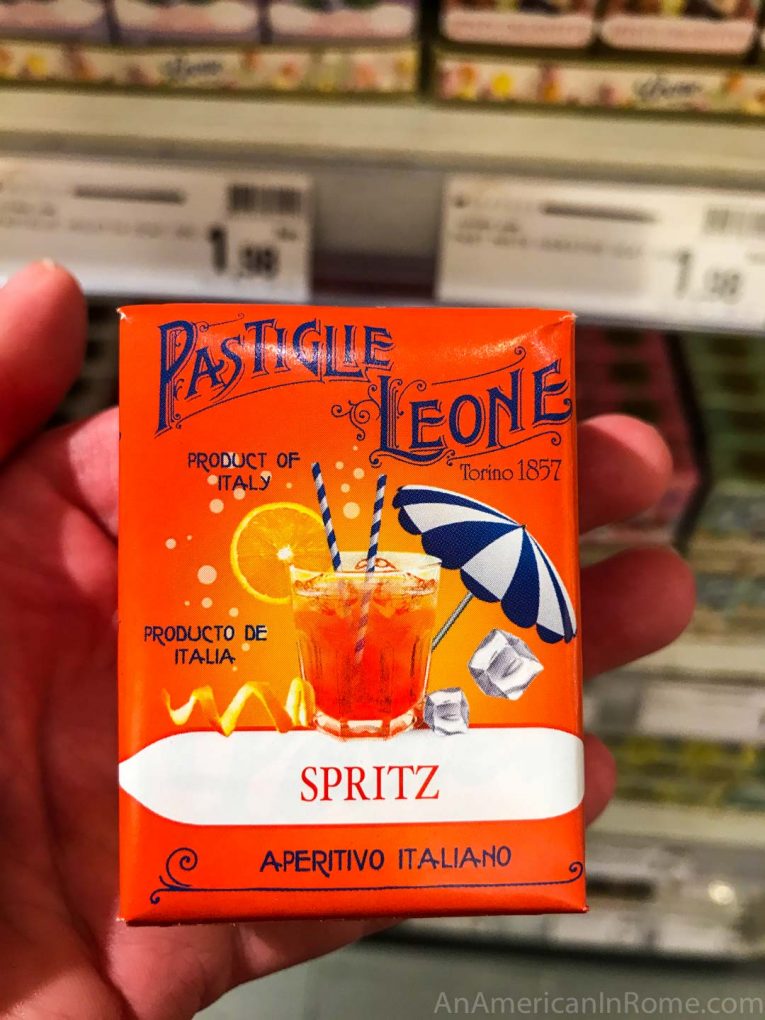 1,98
1,98
PASTIGLIE
LEONE
Torino 1857
PRODUCT OF
ITALY
PRODUCTO DE
ITALIA
SPRITZ
APERITIVO ITALIANO
AnAmericanInRome.com